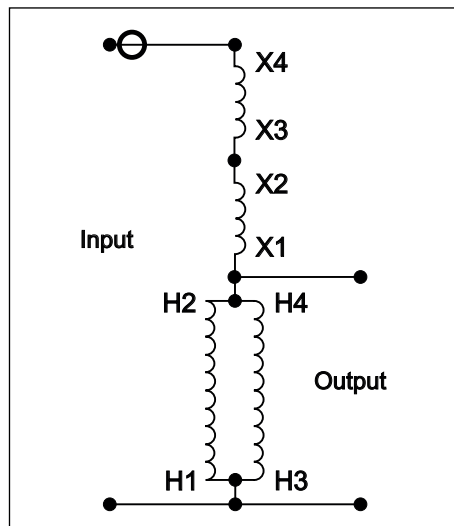 X4
X3
X2
Input
X1
H2 H4
Output
H1 H3